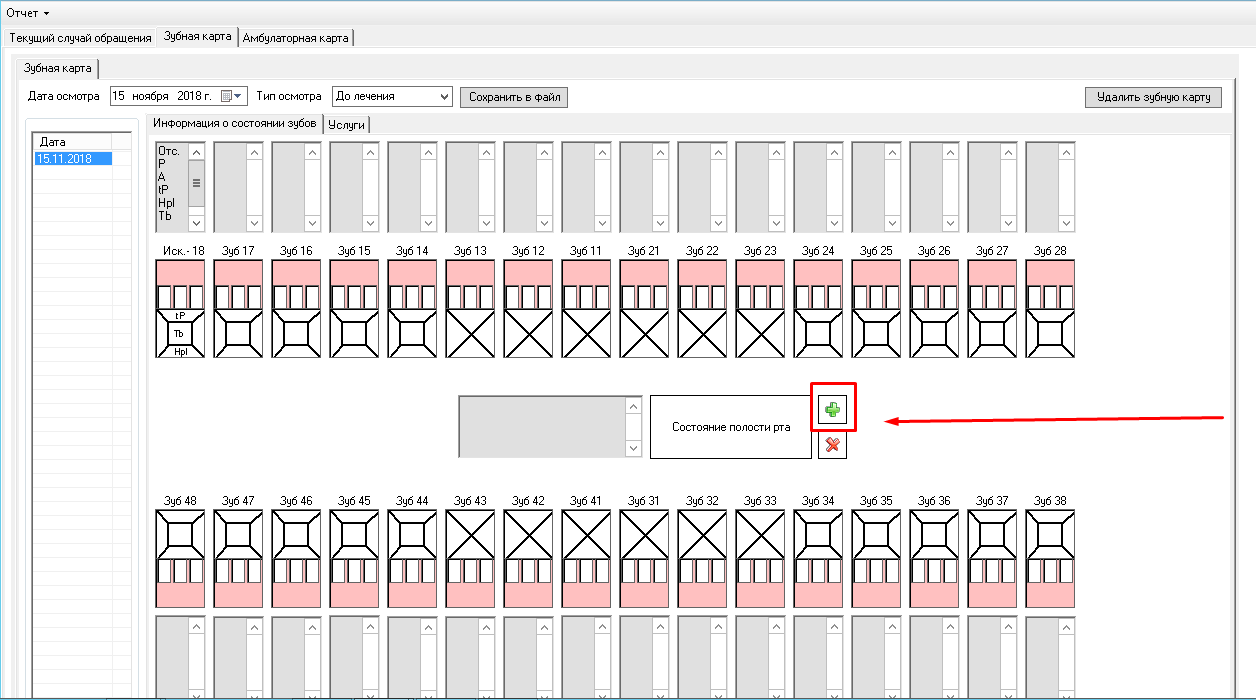 Отчет
Текущий случай обращения Зубная карта Амбулаторная карта
Зубная карта
Дата осмотра 15 ноября 2018 г. Тип осмотра До лечения Сохранить в файл Удалить зубную карту
Информация о состоянии зубов Услуги
Дата
15.11.2018
Отс.
P
A
tP
Hpl
Tb
Иск.- 18 Зуб 17 Зуб 16 Зуб 15 Зуб 14 Зуб 13 Зуб 12 Зуб 11 Зуб 21 Зуб 22 Зуб 23 Зуб 24 Зуб 25 Зуб 26 Зуб 27 Зуб 28
tP
Tb
Hpl
Состояние полости рта
Зуб 48 Зуб 47 Зуб 46 Зуб 45 Зуб 44 Зуб 43 Зуб 42 Зуб 41 Зуб 31 Зуб 32 Зуб 33 Зуб 34 Зуб 35 Зуб 36 Зуб 37 Зуб 38